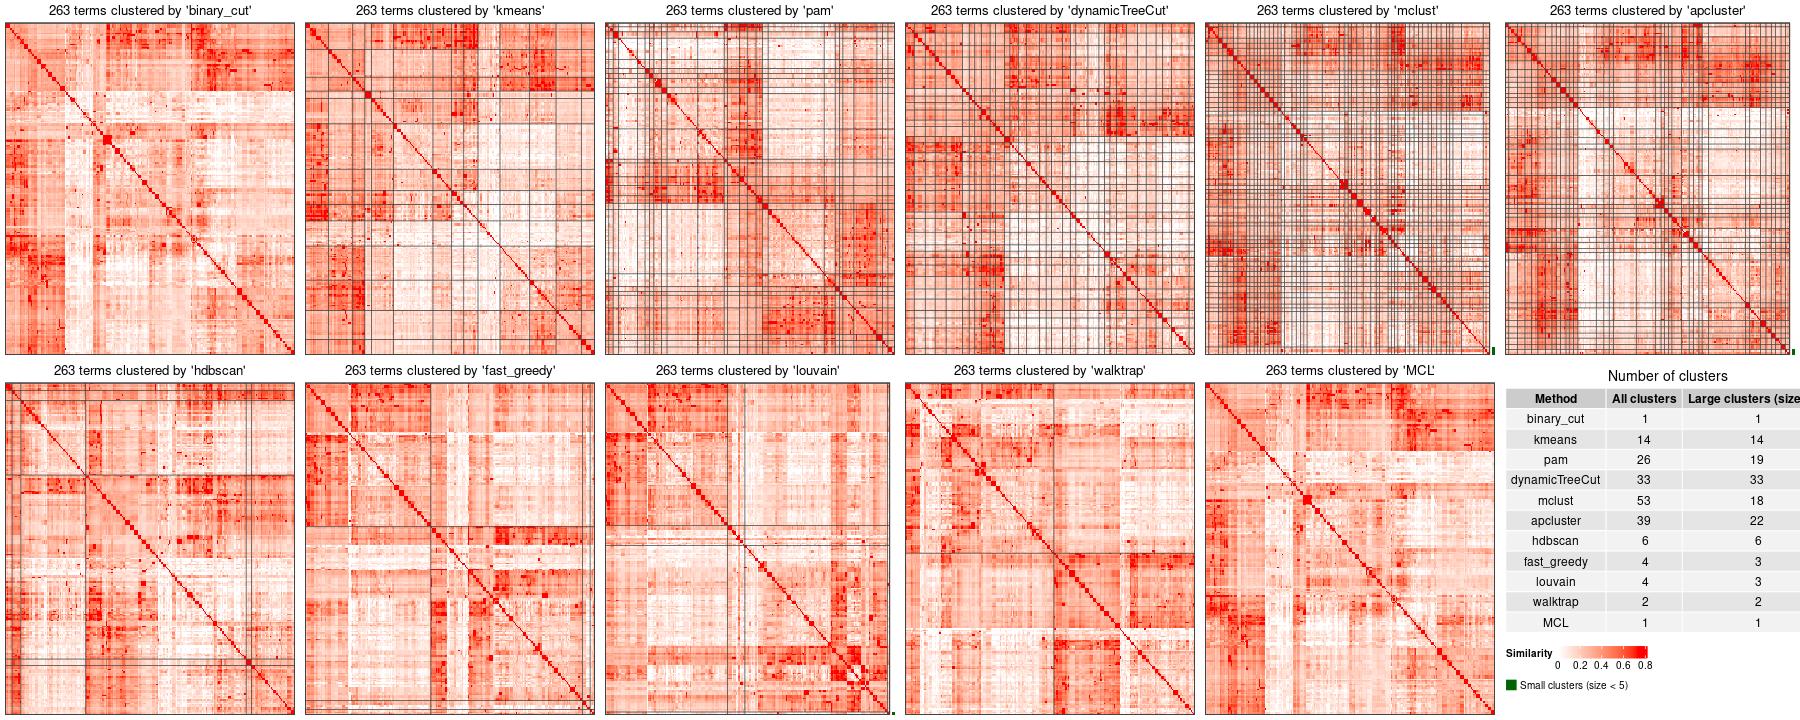 263 terms clustered by 'binary_cut'
263 terms clustered by 'kmeans'
263 terms clustered by 'pam'
263 terms clustered by 'dynamicTreeCut'
263 terms clustered by 'mclust'
263 terms clustered by 'apcluster'
263 terms clustered by 'hdbscan'
263 terms clustered by 'fast_greedy'
263 terms clustered by 'louvain'
263 terms clustered by 'walktrap'
263 terms clustered by 'MCL'
Number of clusters
Method All clusters Large clusters (size
binary_cut 1 1
kmeans 14 14
pam 26 19
dynamicTreeCut 33 33
mclust 53 18
apcluster 39 22
hdbscan 6 6
fast_greedy 4 3
louvain 4 3
walktrap 2 2
MCL 1 1
Similarity
0 0.2 0.4 0.6 0.8
Small clusters (size < 5)